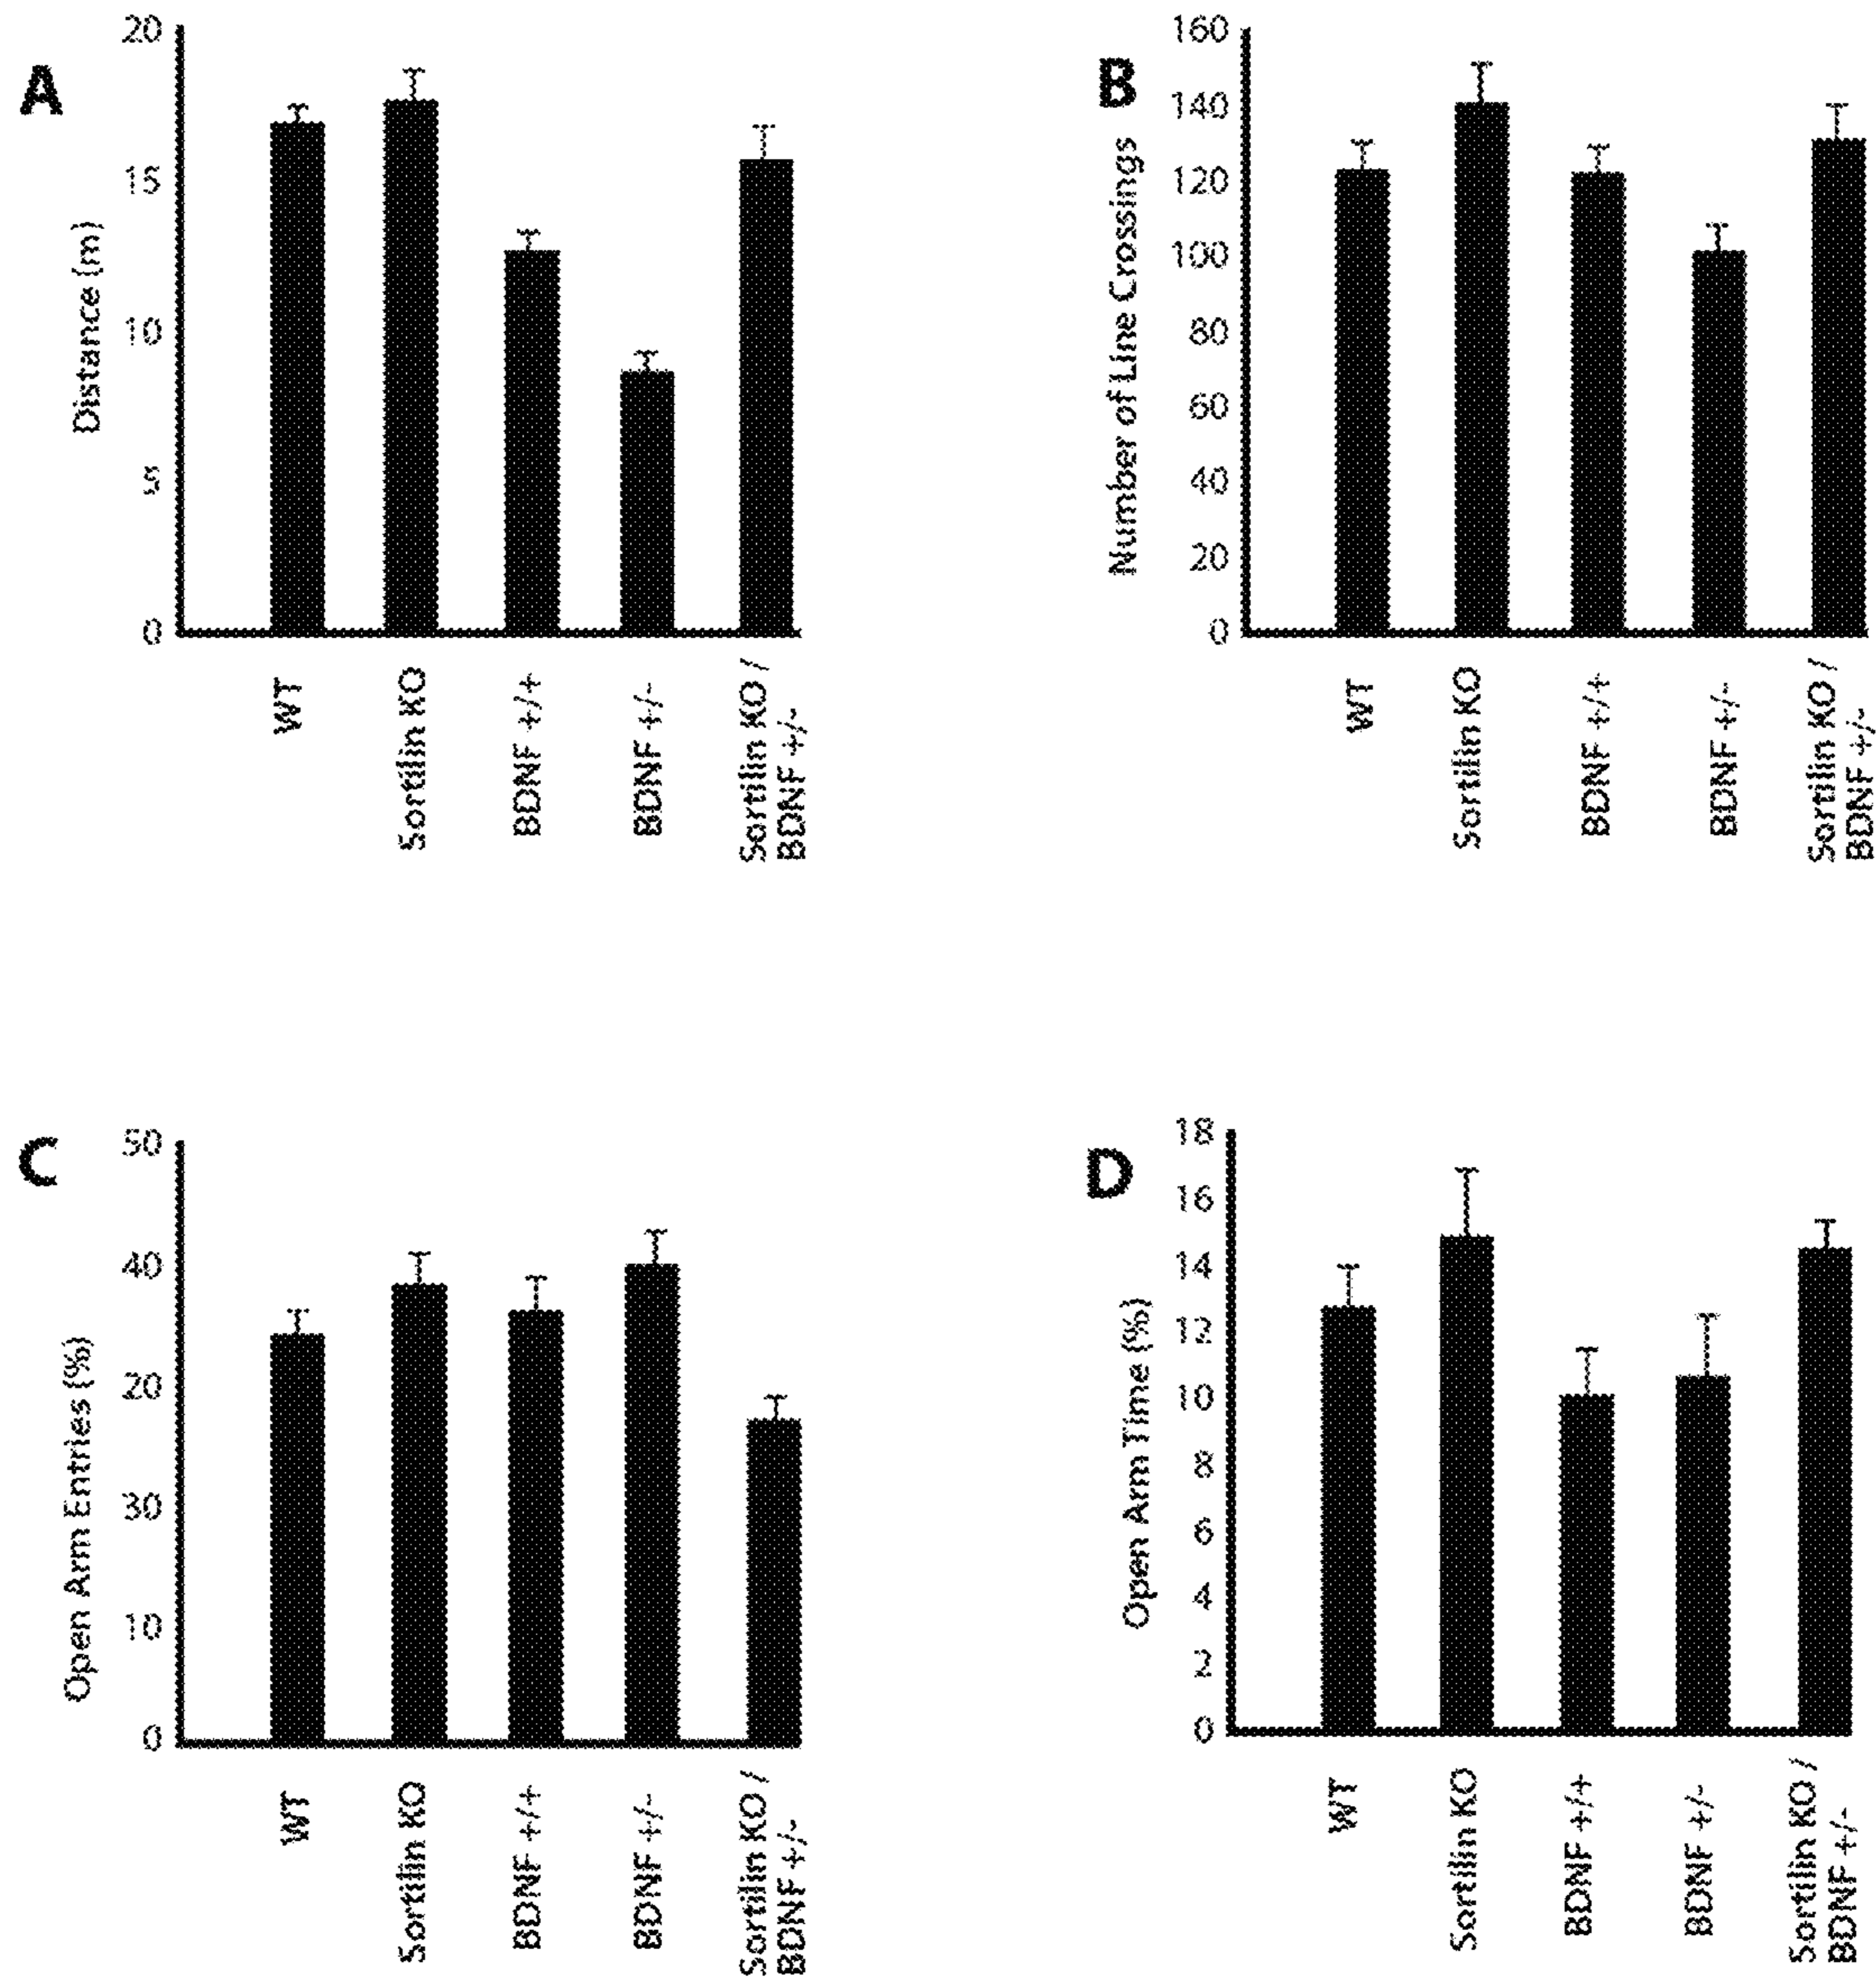 A
20
15
10
5
0
Distance (m)
WT
Sortilin KO
BDNF +/+
BDNF +/-
Sortilin KO /
BDNF +/-
B
160
140
120
100
80
60
40
20
0
Number of Line Crossings
WT
Sortilin KO
BDNF +/+
BDNF +/-
Sortilin KO /
BDNF +/-
C
50
40
20
30
10
0
Open Arm Entries (%)
WT
Sortilin KO
BDNF +/+
BDNF +/-
Sortilin KO /
BDNF +/-
D
18
16
14
12
10
8
6
4
2
0
Open Arm Time (%)
WT
Sortilin KO
BDNF +/+
BDNF +/-
Sortilin KO /
BDNF +/-